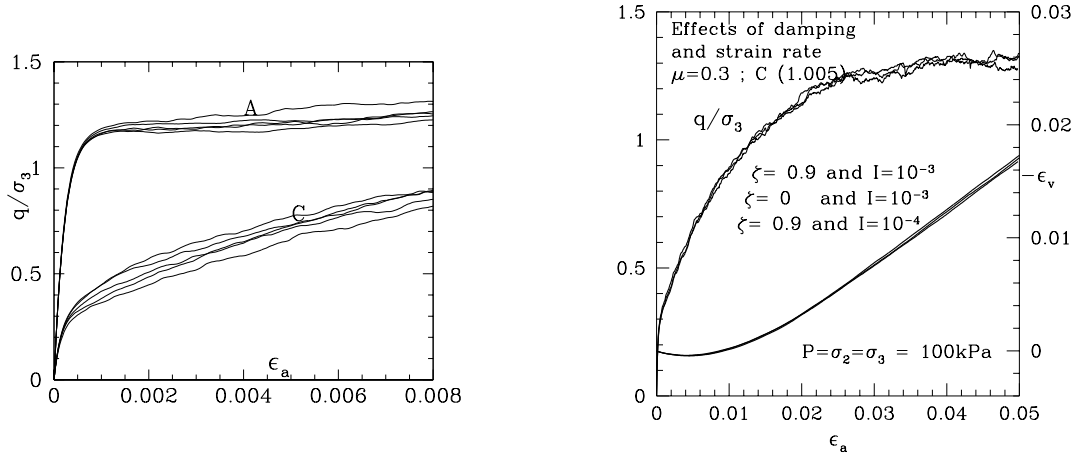 1.5
1
0.5
0
q/σ₃
A
C
ϵₐ
0 0.002 0.004 0.006 0.008
1.5
1
0.5
0
Effects of damping
and strain rate
μ=0.3 ; C (1.005)
q/σ₃
ζ= 0.9 and I=10⁻³
ζ= 0 and I=10⁻³
ζ= 0.9 and I=10⁻⁴
P=σ₂=σ₃ = 100kPa
0.03
0.02
−ϵᵥ
0.01
0
0 0.01 0.02 0.03 0.04 0.05
ϵₐ